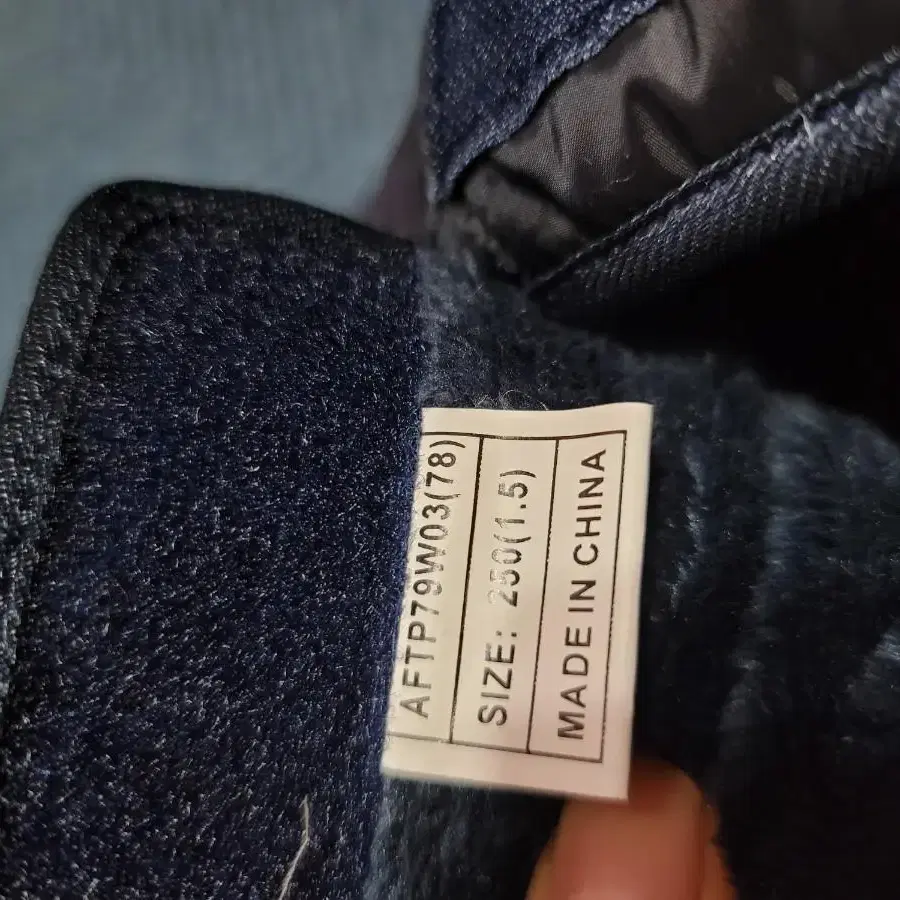 AFTP79W03(78)
SIZE: 250(1.5)
MADE IN CHINA